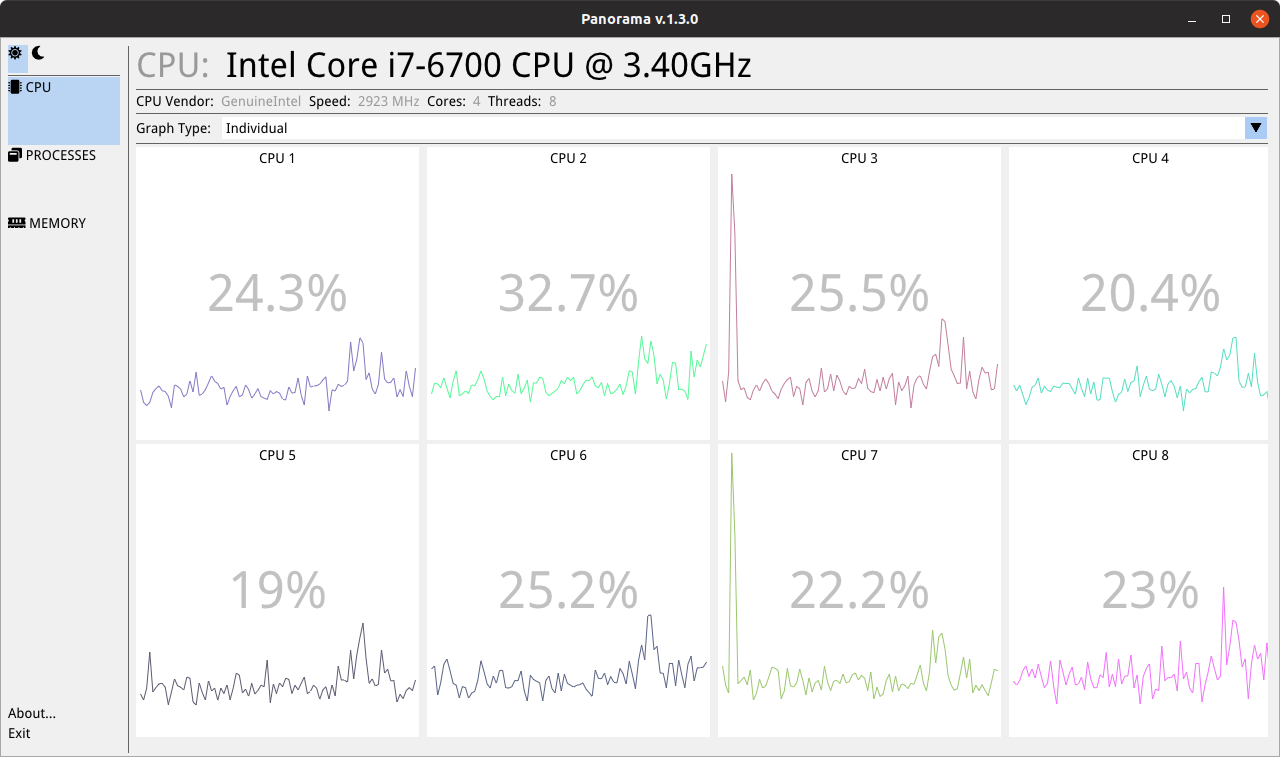 Panorama v.1.3.0
CPU: Intel Core i7-6700 CPU @ 3.40GHz
CPU
CPU Vendor: GenuineIntel Speed: 2923 MHz Cores: 4 Threads: 8
Graph Type: Individual
PROCESSES
MEMORY
CPU 1 CPU 2 CPU 3 CPU 4
24.3% 32.7% 25.5% 20.4%
CPU 5 CPU 6 CPU 7 CPU 8
19% 25.2% 22.2% 23%
About...
Exit